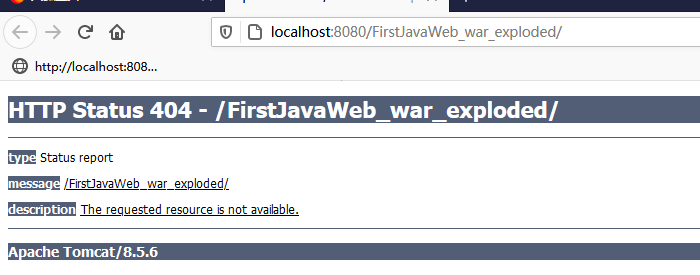 localhost:8080/FirstJavaWeb_war_exploded/
http://localhost:808...
HTTP Status 404 - /FirstJavaWeb_war_exploded/
type Status report
message /FirstJavaWeb_war_exploded/
description The requested resource is not available.
Apache Tomcat/8.5.6